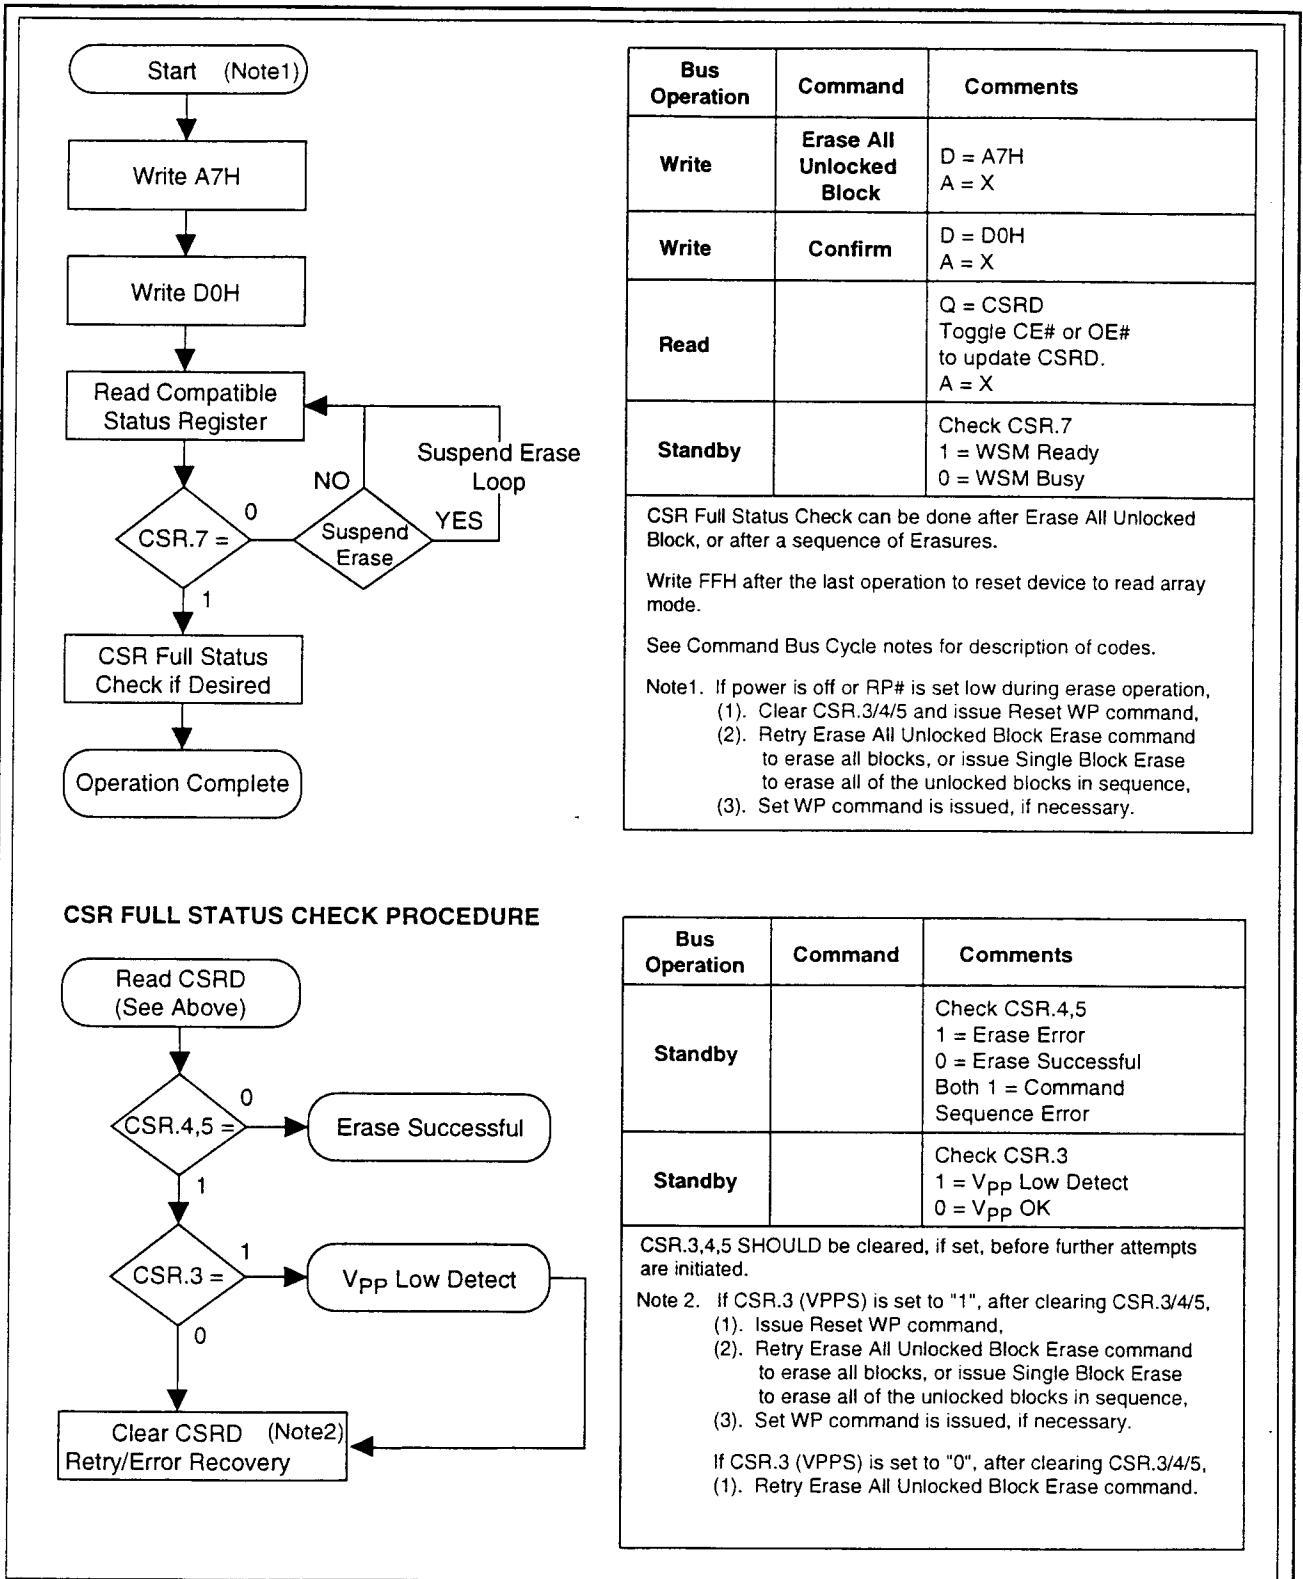 Start (Note1)
Write A7H
Write D0H
Read Compatible
Status Register
Suspend Erase
Loop
NO
0
YES
CSR.7 =
Suspend
Erase
1
CSR Full Status
Check if Desired
Operation Complete
Bus
Operation
Command
Comments
Write
Erase All
Unlocked
Block
D = A7H
A = X
Write
Confirm
D = D0H
A = X
Read
Q = CSRD
Toggle CE# or OE#
to update CSRD.
A = X
Standby
Check CSR.7
1 = WSM Ready
0 = WSM Busy
CSR Full Status Check can be done after Erase All Unlocked
Block, or after a sequence of Erasures.
Write FFH after the last operation to reset device to read array
mode.
See Command Bus Cycle notes for description of codes.
Note1. If power is off or RP# is set low during erase operation,
(1). Clear CSR.3/4/5 and issue Reset WP command,
(2). Retry Erase All Unlocked Block Erase command
to erase all blocks, or issue Single Block Erase
to erase all of the unlocked blocks in sequence,
(3). Set WP command is issued, if necessary.
CSR FULL STATUS CHECK PROCEDURE
Read CSRD
(See Above)
0
CSR.4,5 =
Erase Successful
1
1
CSR.3 =
VPP Low Detect
0
Clear CSRD (Note2)
Retry/Error Recovery
Bus
Operation
Command
Comments
Standby
Check CSR.4,5
1 = Erase Error
0 = Erase Successful
Both 1 = Command
Sequence Error
Standby
Check CSR.3
1 = VPP Low Detect
0 = VPP OK
CSR.3,4,5 SHOULD be cleared, if set, before further attempts
are initiated.
Note 2. If CSR.3 (VPPS) is set to "1", after clearing CSR.3/4/5,
(1). Issue Reset WP command,
(2). Retry Erase All Unlocked Block Erase command
to erase all blocks, or issue Single Block Erase
to erase all of the unlocked blocks in sequence,
(3). Set WP command is issued, if necessary.
If CSR.3 (VPPS) is set to "0", after clearing CSR.3/4/5,
(1). Retry Erase All Unlocked Block Erase command.